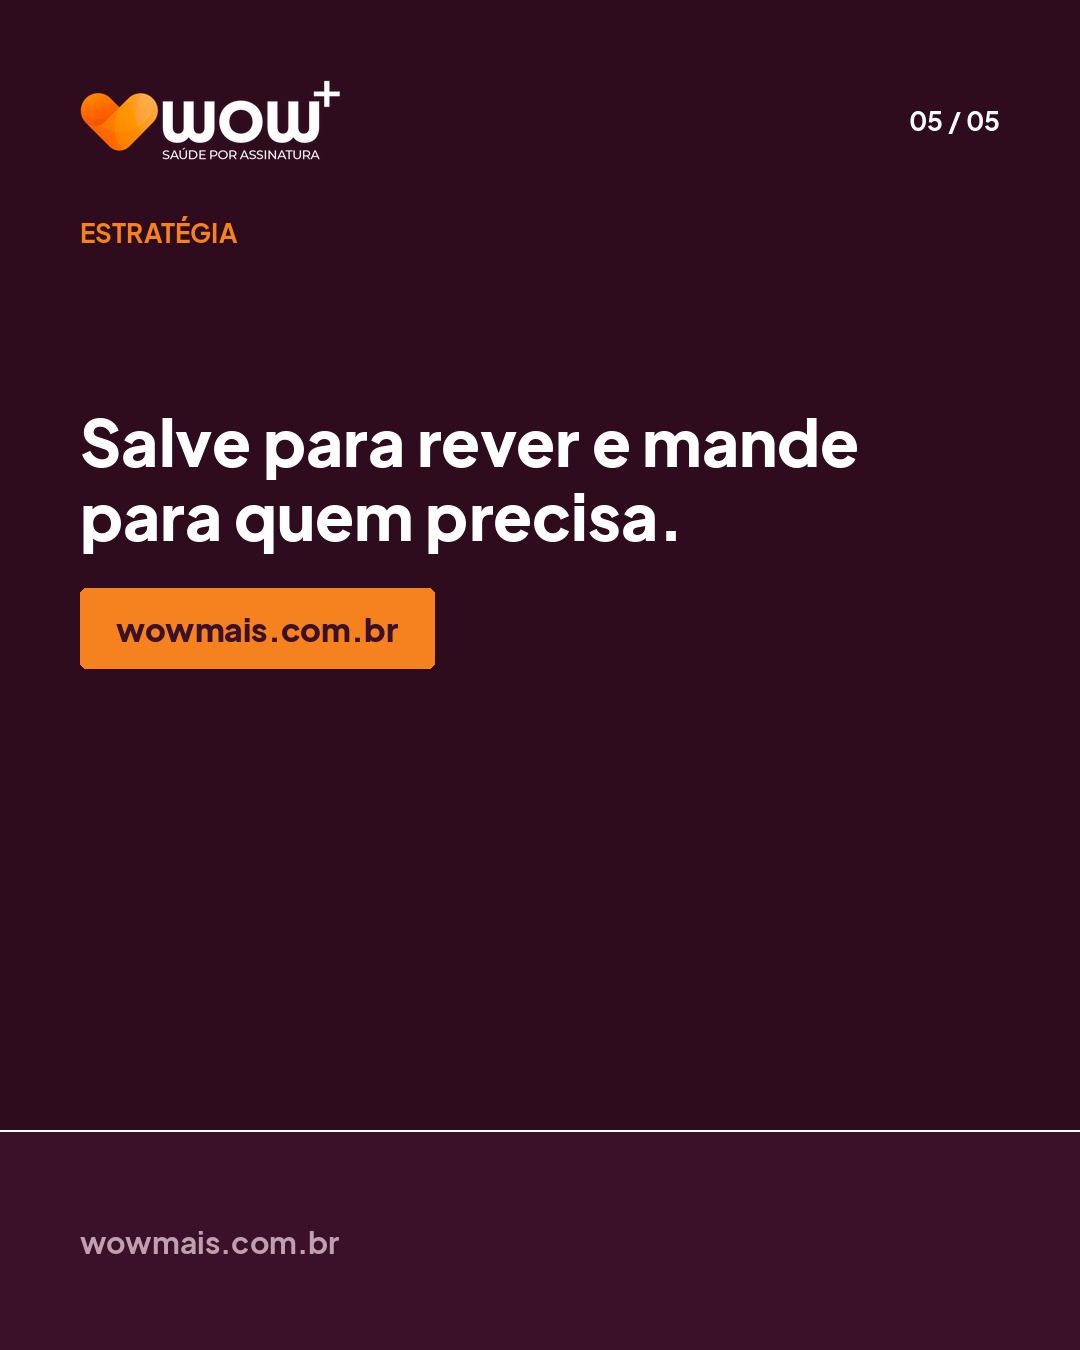 wow+
SAÚDE POR ASSINATURA
05 / 05
ESTRATÉGIA
Salve para rever e mande
para quem precisa.
wowmais.com.br
wowmais.com.br